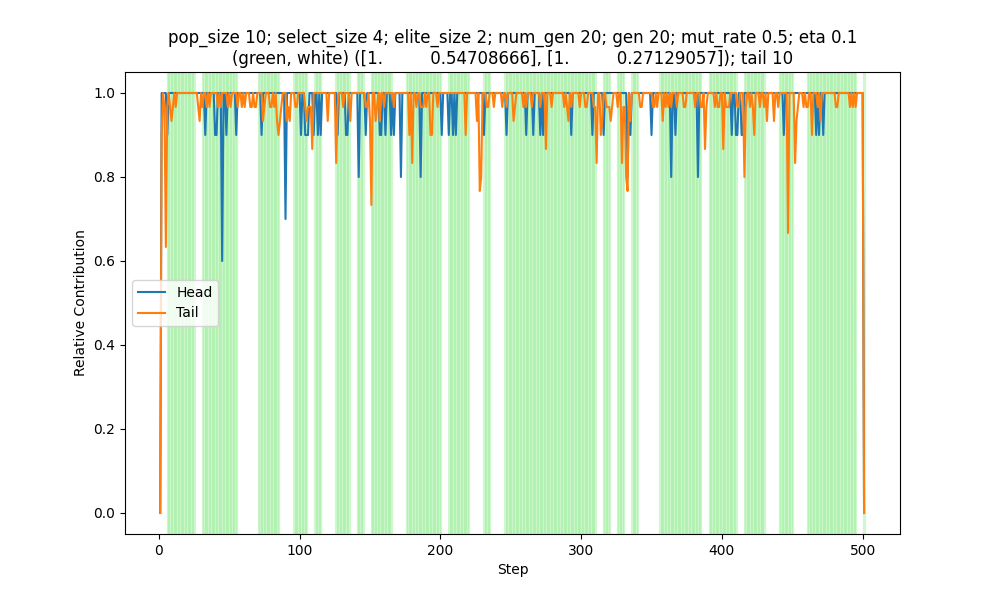 pop_size 10; select_size 4; elite_size 2; num_gen 20; gen 20; mut_rate 0.5; eta 0.1
(green, white) ([1. 0.54708666], [1. 0.27129057]); tail 10
1.0
0.8
0.6
0.4
0.2
0.0
Relative Contribution
Head
Tail
0 100 200 300 400 500
Step